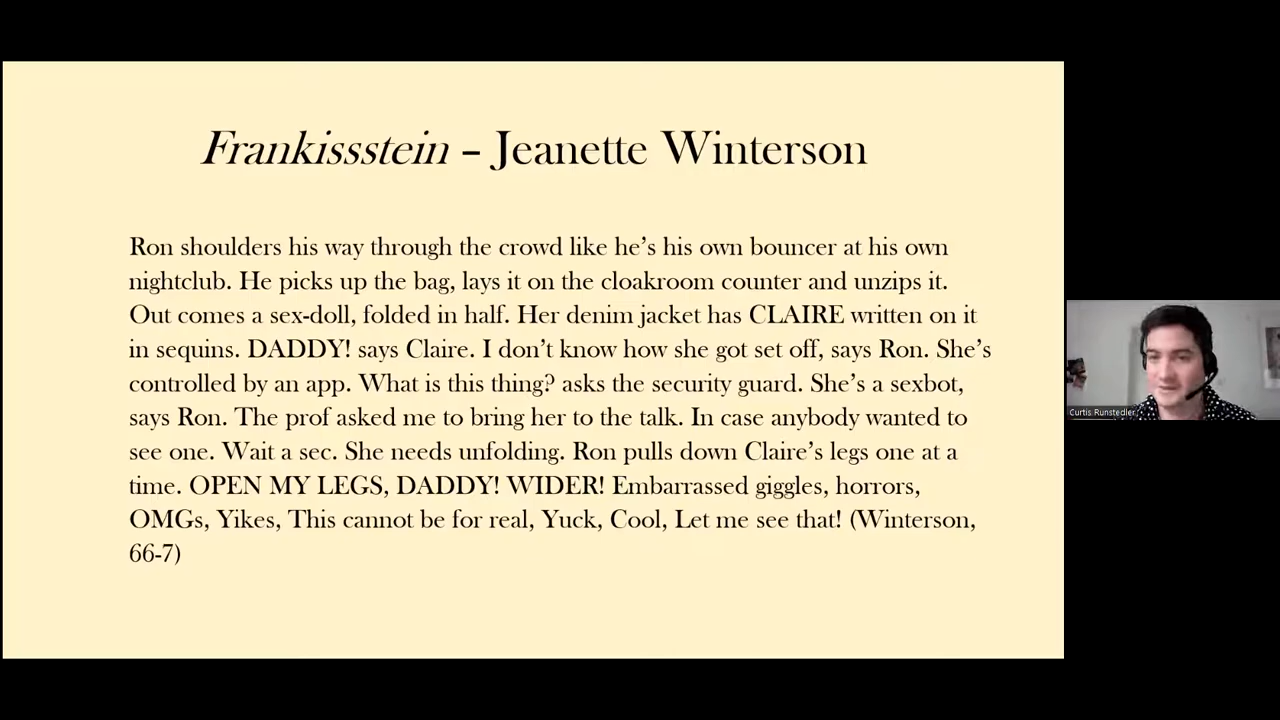 Frankissstein – Jeanette Winterson
Ron shoulders his way through the crowd like he’s his own bouncer at his own
nightclub. He picks up the bag, lays it on the cloakroom counter and unzips it.
Out comes a sex-doll, folded in half. Her denim jacket has CLAIRE written on it
in sequins. DADDY! says Claire. I don’t know how she got set off, says Ron. She’s
controlled by an app. What is this thing? asks the security guard. She’s a sexbot,
says Ron. The prof asked me to bring her to the talk. In case anybody wanted to
see one. Wait a sec. She needs unfolding. Ron pulls down Claire’s legs one at a
time. OPEN MY LEGS, DADDY! WIDER! Embarrassed giggles, horrors,
OMGs, Yikes, This cannot be for real, Yuck, Cool, Let me see that! (Winterson,
66-7)
Curtis Runstedler